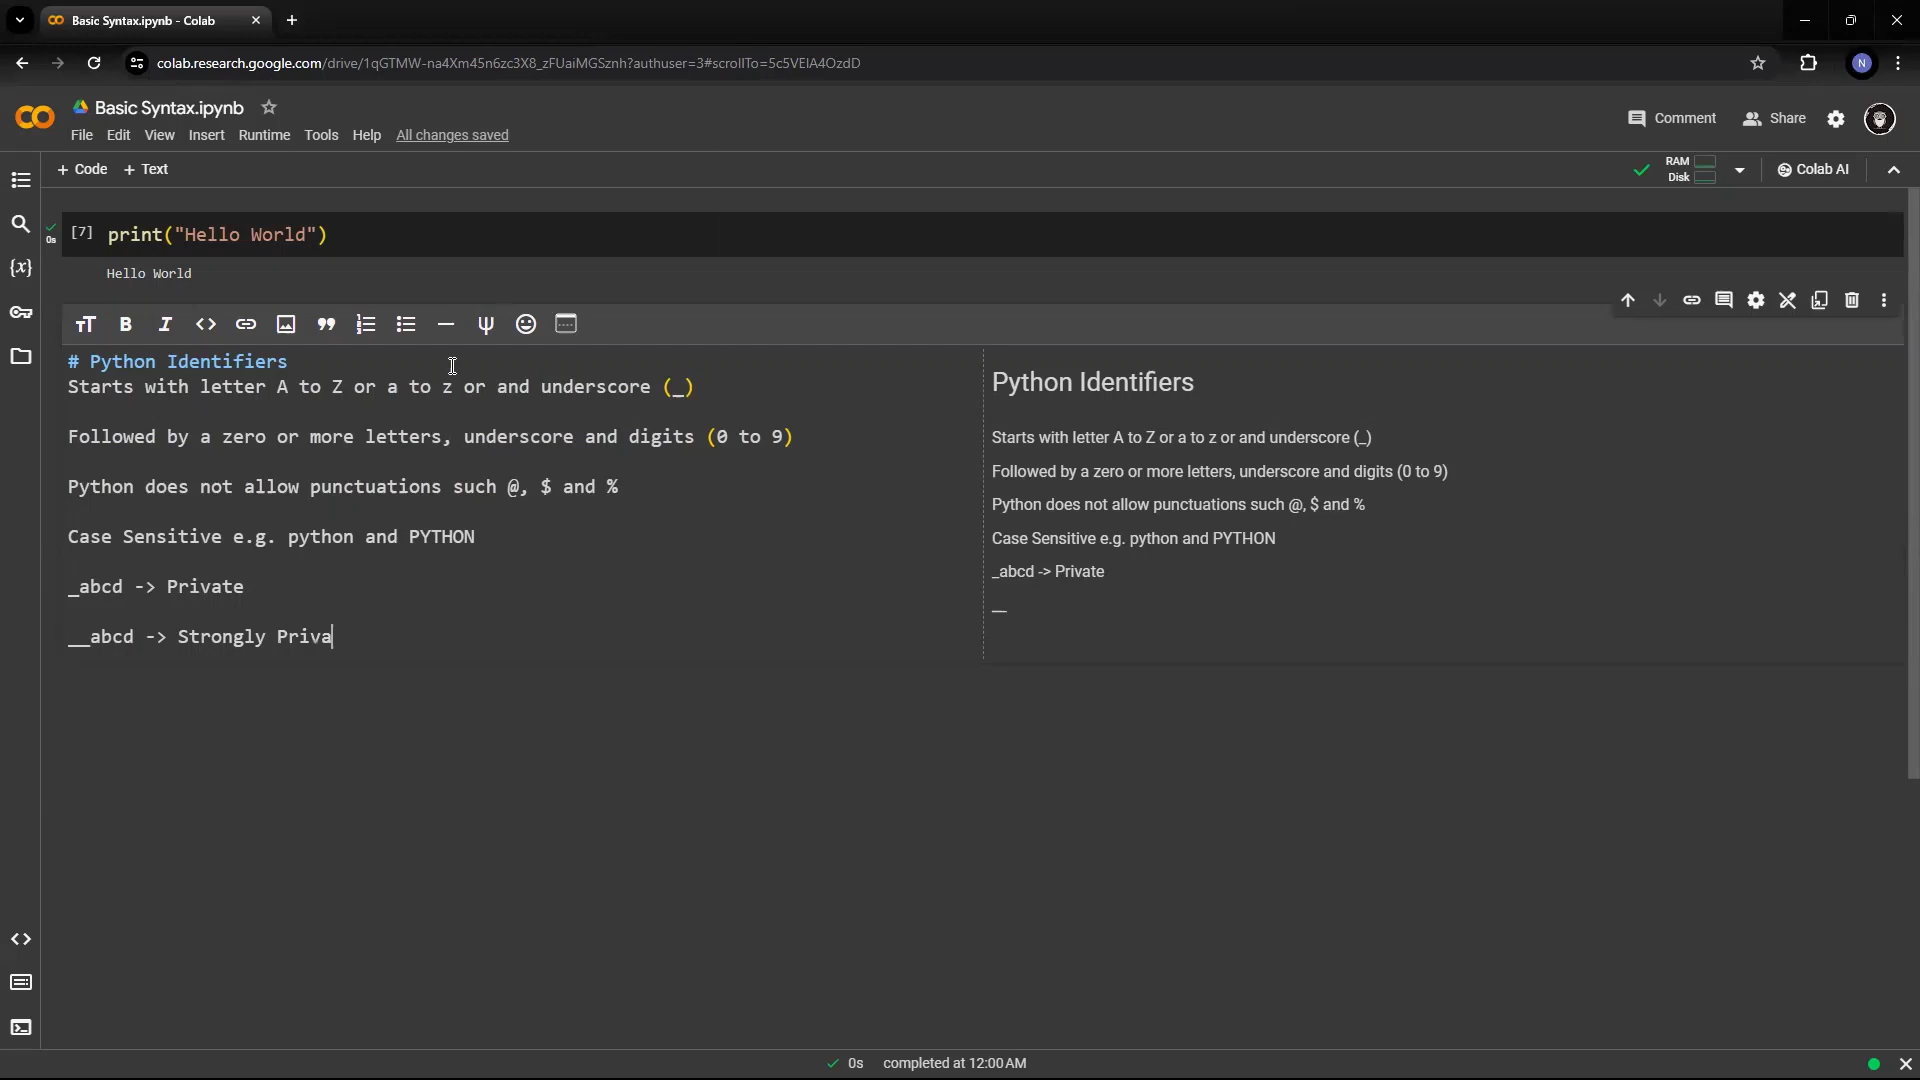 Basic Syntax.ipynb - Colab
colab.research.google.com/drive/1qGTMW-na4Xm45n6zc3X8_zFUaiMGSznh?authuser=3#scrollTo=5c5VEIA4OzdD
N
Basic Syntax.ipynb
Comment
Share
File Edit View Insert Runtime Tools Help All changes saved
+ Code + Text
RAM
Disk
Colab AI
[7] print("Hello World")
0s
Hello World
# Python Identifiers
Starts with letter A to Z or a to z or and underscore (_)
Followed by a zero or more letters, underscore and digits (0 to 9)
Python does not allow punctuations such @, $ and %
Case Sensitive e.g. python and PYTHON
_abcd -> Private
__abcd -> Strongly Priva
Python Identifiers
Starts with letter A to Z or a to z or and underscore (_)
Followed by a zero or more letters, underscore and digits (0 to 9)
Python does not allow punctuations such @, $ and %
Case Sensitive e.g. python and PYTHON
_abcd -> Private
__
0s completed at 12:00 AM